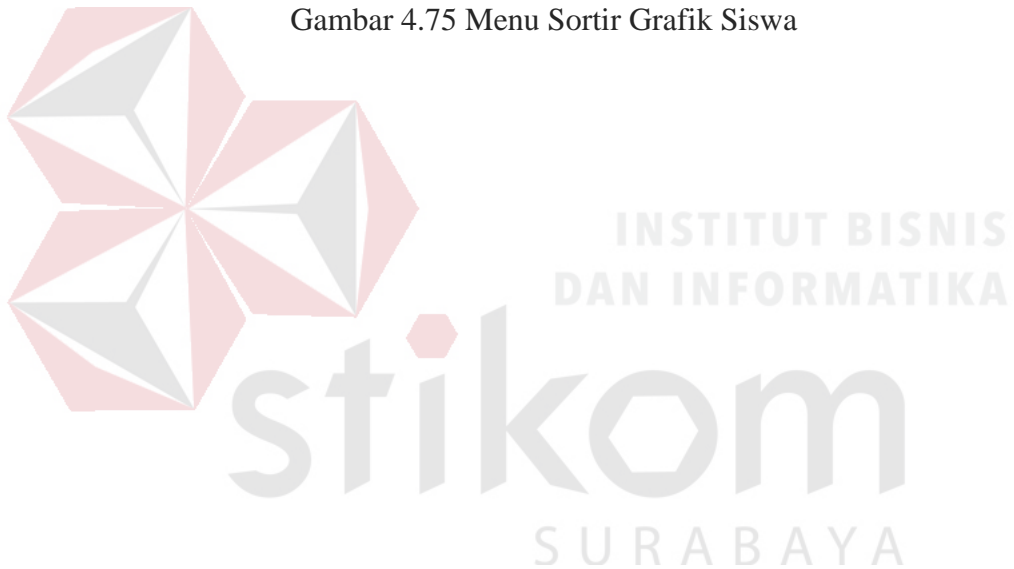 Gambar 4.75 Menu Sortir Grafik Siswa
INSTITUT BISNIS
DAN INFORMATIKA
stikom
SURABAYA